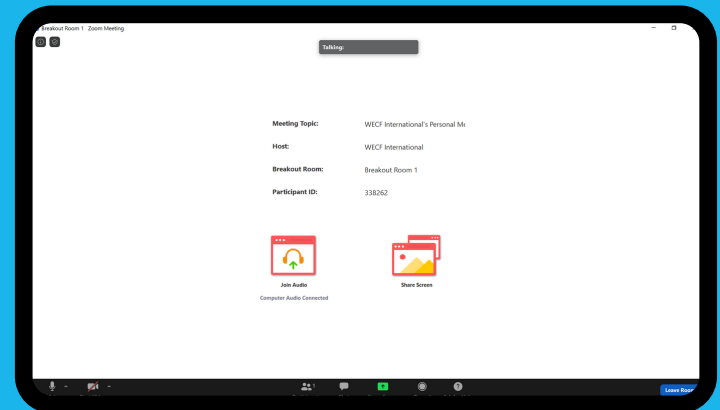 Breakout Room 1 Zoom Meeting
Talking:
Meeting Topic: WECF International's Personal Me
Host: WECF International
Breakout Room: Breakout Room 1
Participant ID: 338262
Join Audio Share Screen
Computer Audio Connected
1
Leave Room